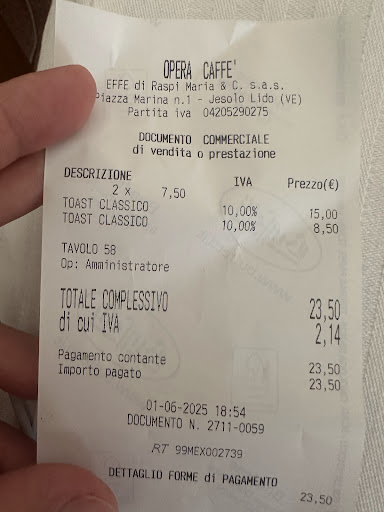 OPERA CAFFE'
EFFE di Raspi Maria & C. s.a.s.
Piazza Marina n.1 - Jesolo Lido (VE)
Partita iva 04205290275
DOCUMENTO COMMERCIALE
di vendita o prestazione
DESCRIZIONE IVA Prezzo(€)
2 x 7,50
TOAST CLASSICO 10,00% 15,00
TOAST CLASSICO 10,00% 8,50
TAVOLO 58
Op: Amministratore
TOTALE COMPLESSIVO 23,50
di cui IVA 2,14
Pagamento contante 23,50
Importo pagato 23,50
01-06-2025 18:54
DOCUMENTO N. 2711-0059
RT 99MEX002739
DETTAGLIO FORME di PAGAMENTO
23,50